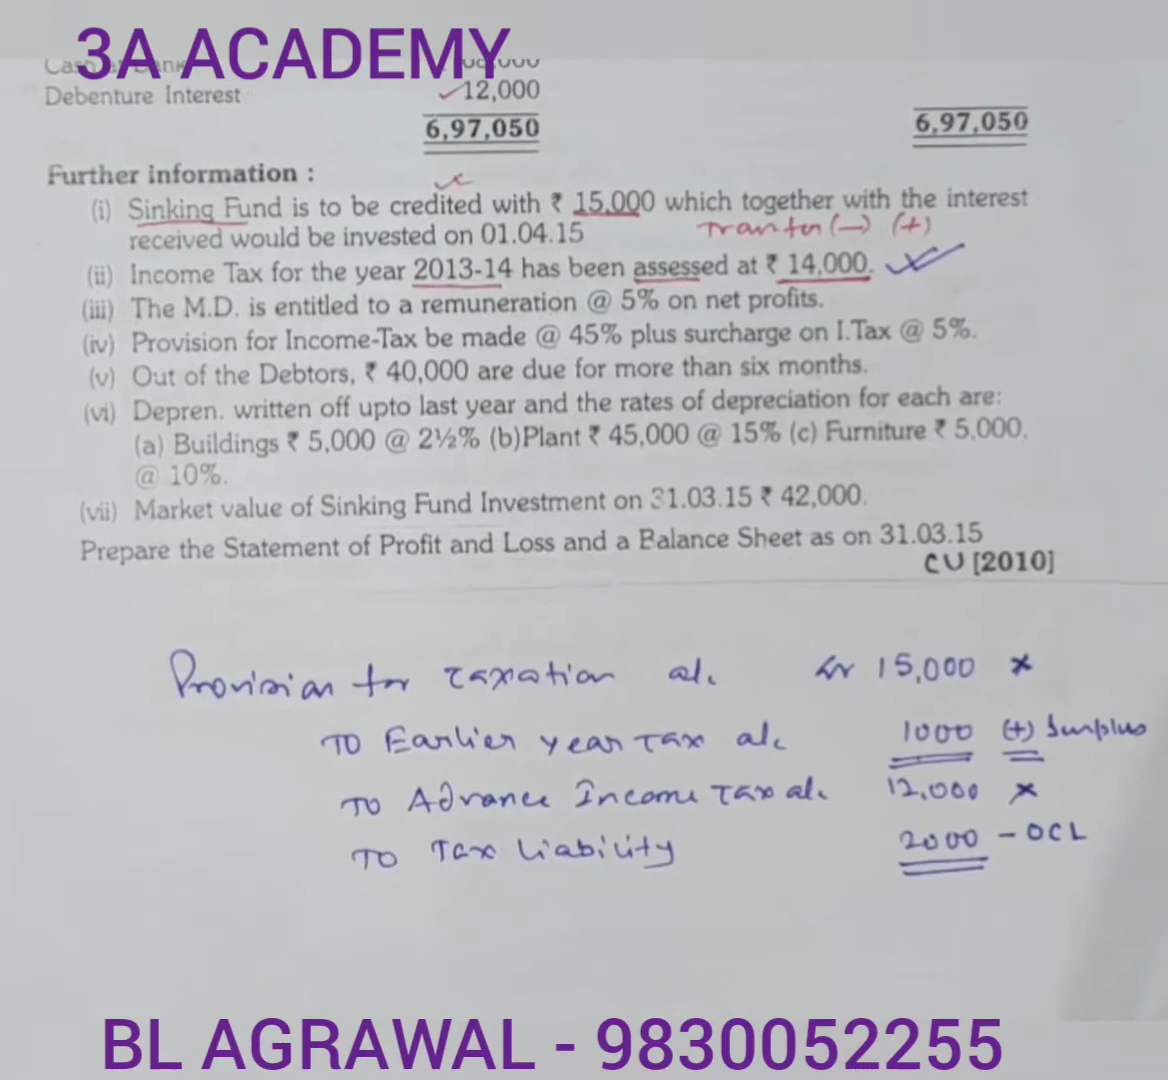 3A ACADEMY
Debenture Interest 12,000
6,97,050 6,97,050
Further information :
(i) Sinking Fund is to be credited with ₹ 15,000 which together with the interest
received would be invested on 01.04.15
Tranfer (-) (+)
(ii) Income Tax for the year 2013-14 has been assessed at ₹ 14,000.
(iii) The M.D. is entitled to a remuneration @ 5% on net profits.
(iv) Provision for Income-Tax be made @ 45% plus surcharge on I.Tax @ 5%.
(v) Out of the Debtors, ₹ 40,000 are due for more than six months.
(vi) Depren. written off upto last year and the rates of depreciation for each are:
(a) Buildings ₹ 5,000 @ 2½% (b)Plant ₹ 45,000 @ 15% (c) Furniture ₹ 5,000.
@ 10%.
(vii) Market value of Sinking Fund Investment on 31.03.15 ₹ 42,000.
Prepare the Statement of Profit and Loss and a Balance Sheet as on 31.03.15
CU [2010]
Provision for Taxation a/c Dr 15,000 ×
TO Earlier year Tax a/c 1000 (+) Surplus
TO Advance Income Tax a/c 12,000 ×
TO Tax liability 2000 - OCL
BL AGRAWAL - 9830052255